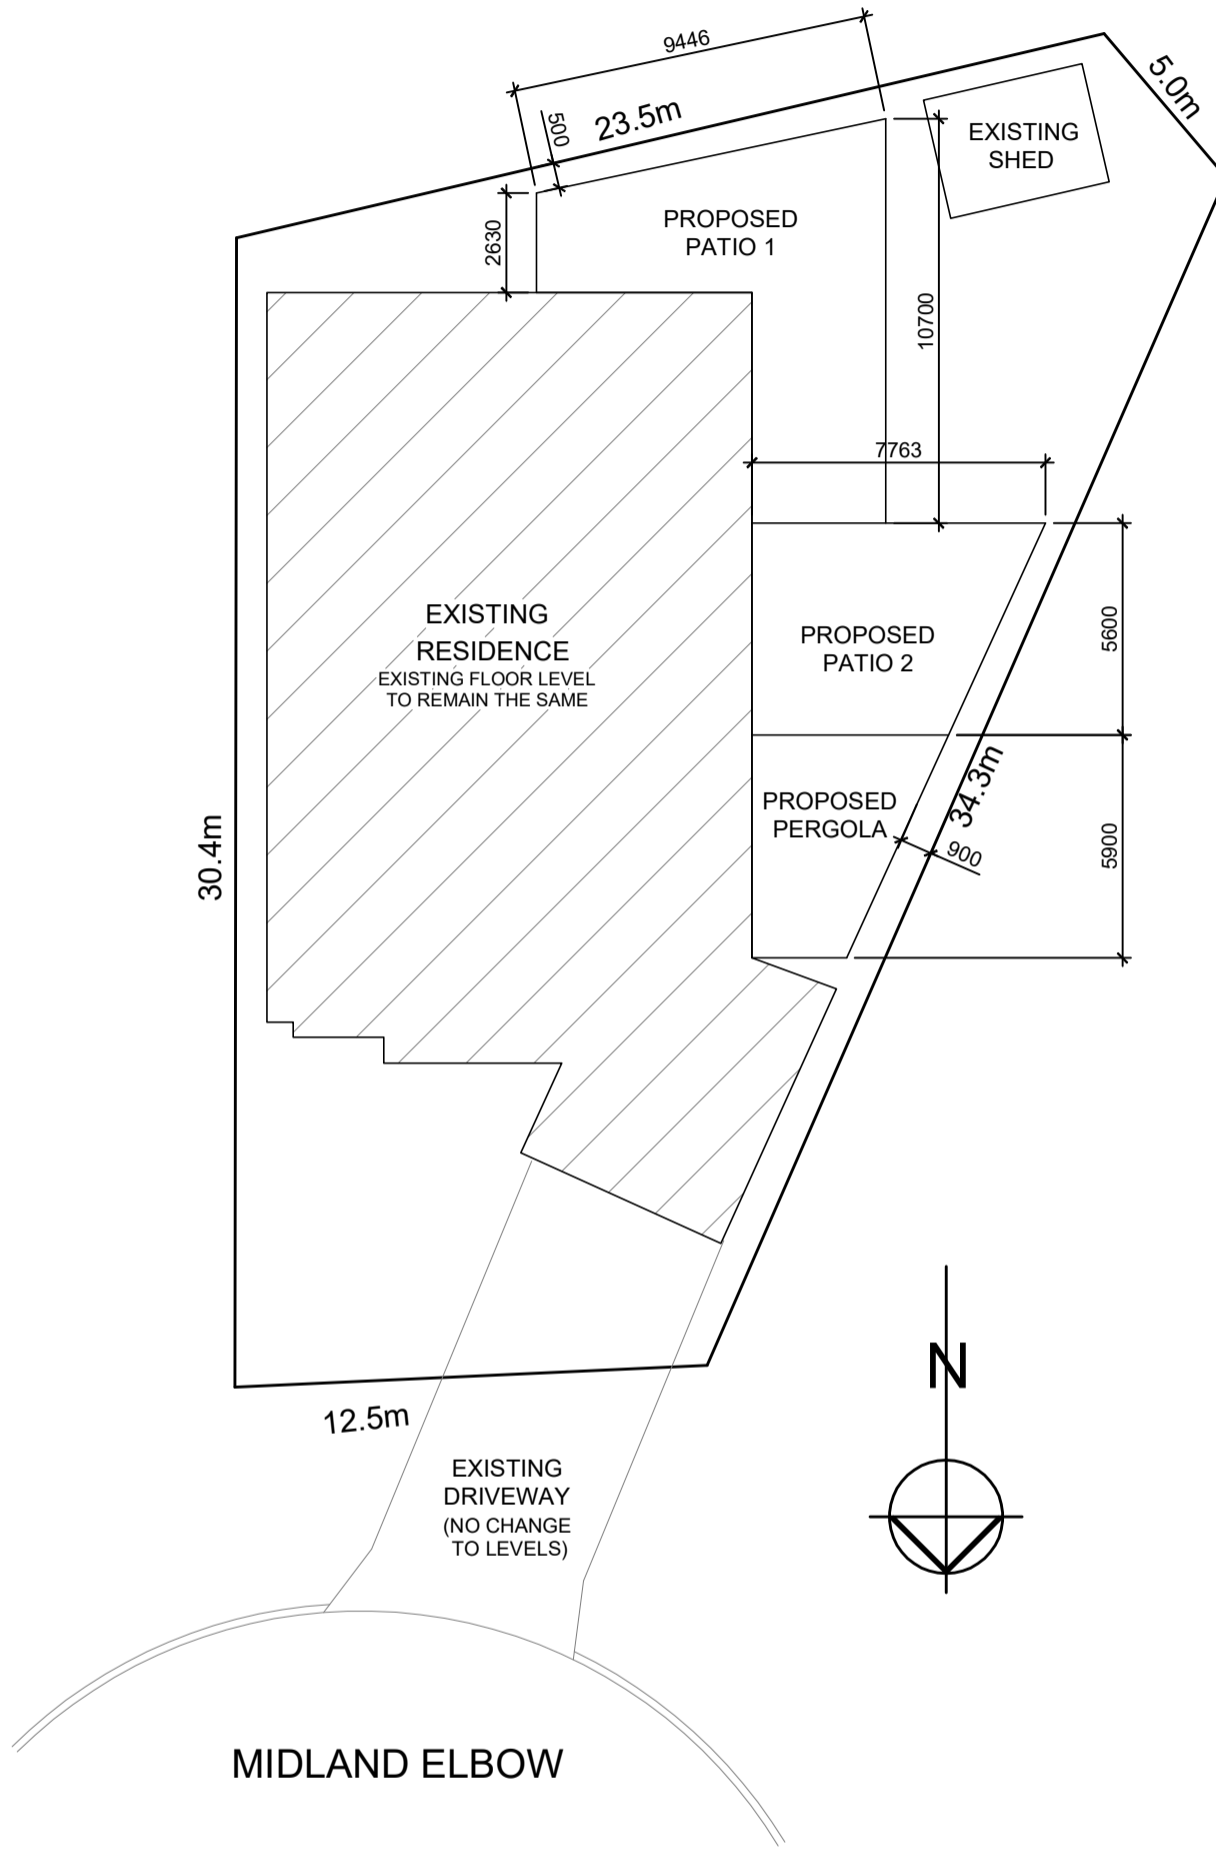 9446
5.0m
500
23.5m
EXISTING
SHED
PROPOSED
PATIO 1
2630
10700
7763
EXISTING
RESIDENCE
EXISTING FLOOR LEVEL
TO REMAIN THE SAME
PROPOSED
PATIO 2
5600
34.3m
PROPOSED
PERGOLA
900
5900
30.4m
N
12.5m
EXISTING
DRIVEWAY
(NO CHANGE
TO LEVELS)
MIDLAND ELBOW